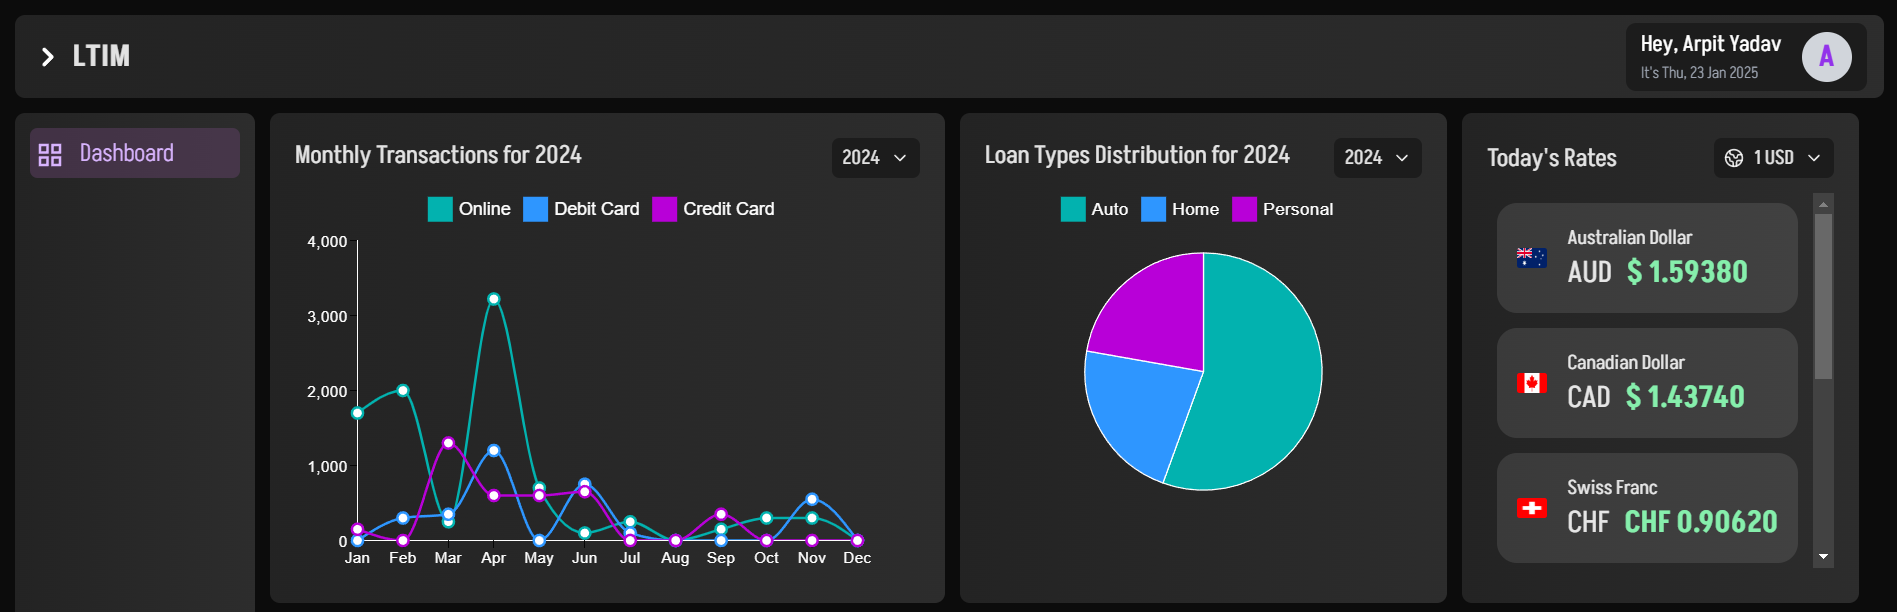 LTIM
Hey, Arpit Yadav
It's Thu, 23 Jan 2025
A
Dashboard
Monthly Transactions for 2024
2024
Online Debit Card Credit Card
4,000
3,000
2,000
1,000
0
Jan Feb Mar Apr May Jun Jul Aug Sep Oct Nov Dec
Loan Types Distribution for 2024
2024
Auto Home Personal
Today's Rates
1 USD
Australian Dollar
AUD $ 1.59380
Canadian Dollar
CAD $ 1.43740
Swiss Franc
CHF CHF 0.90620